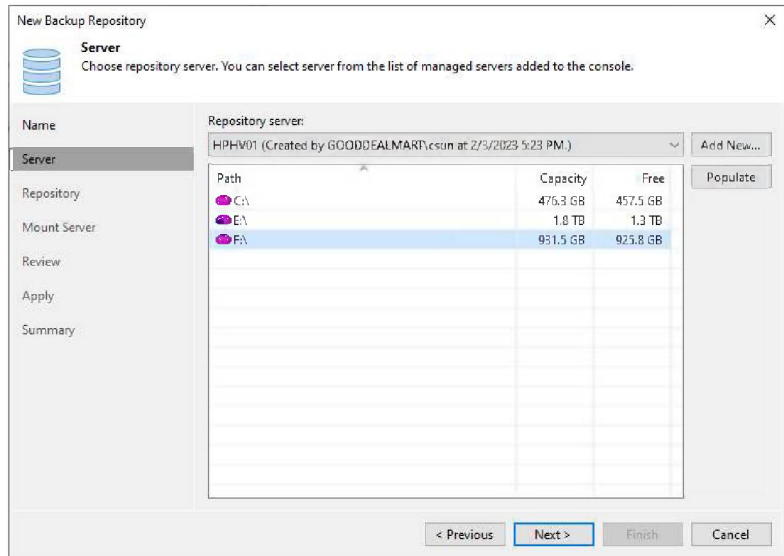 New Backup Repository
Server
Choose repository server. You can select server from the list of managed servers added to the console.
Name
Server
Repository
Mount Server
Review
Apply
Summary
Repository server:
HPHV01 (Created by GOODDEALMART\csun at 2/3/2023 5:23 PM.)
Add New...
Populate
Path Capacity Free
C:\ 476.3 GB 457.5 GB
E:\ 1.8 TB 1.3 TB
F:\ 931.5 GB 925.8 GB
< Previous Next > Finish Cancel